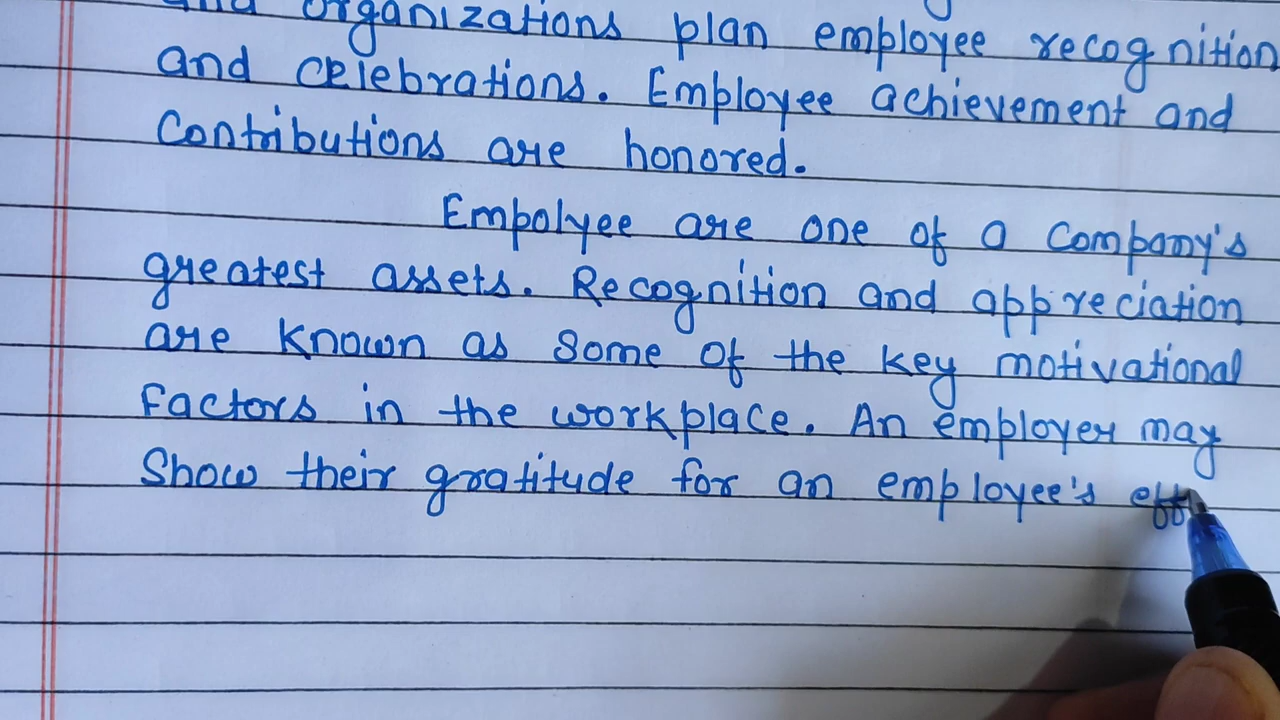 and organizations plan employee recognition
and celebrations. Employee achievement and
Contributions are honored.
Empolyee are one of a Company's
greatest assets. Recognition and appreciation
are known as Some of the key motivational
Factors in the workplace. An employer may
Show their gratitude for an employee's eff